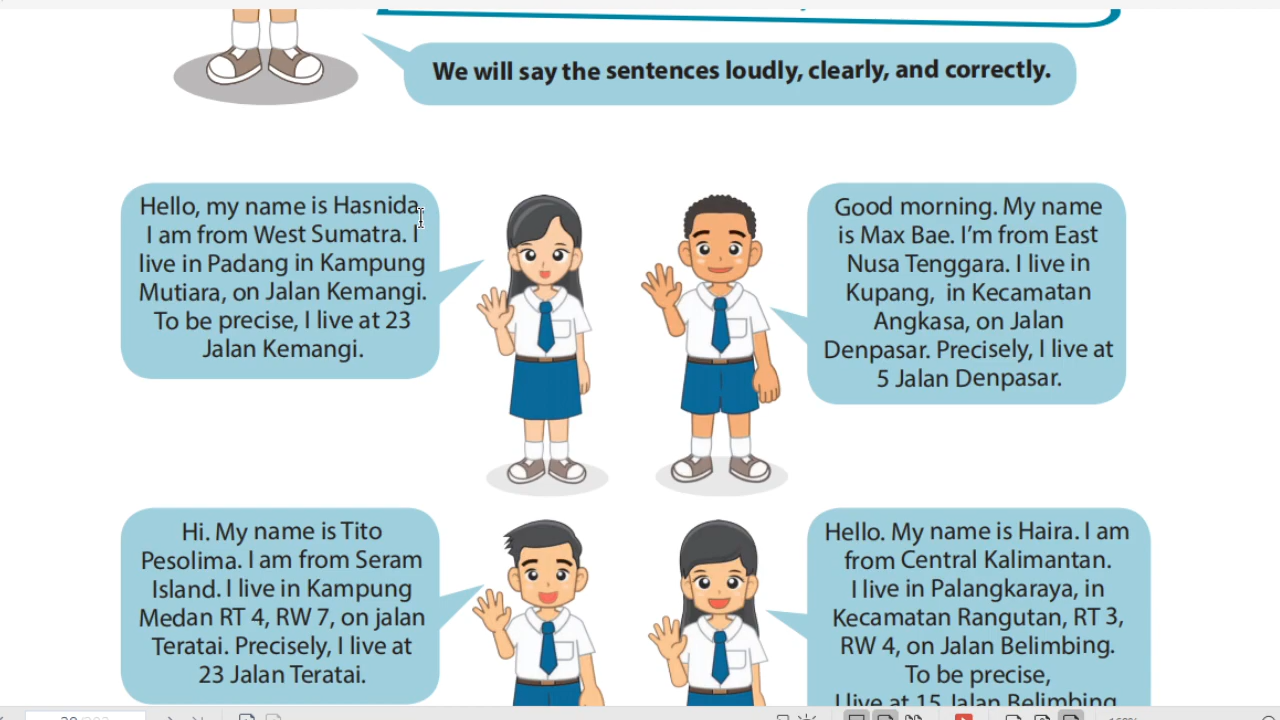 We will say the sentences loudly, clearly, and correctly.
Hello, my name is Hasnida.
I am from West Sumatra. I
live in Padang in Kampung
Mutiara, on Jalan Kemangi.
To be precise, I live at 23
Jalan Kemangi.
Good morning. My name
is Max Bae. I'm from East
Nusa Tenggara. I live in
Kupang, in Kecamatan
Angkasa, on Jalan
Denpasar. Precisely, I live at
5 Jalan Denpasar.
Hi. My name is Tito
Pesolima. I am from Seram
Island. I live in Kampung
Medan RT 4, RW 7, on jalan
Teratai. Precisely, I live at
23 Jalan Teratai.
Hello. My name is Haira. I am
from Central Kalimantan.
I live in Palangkaraya, in
Kecamatan Rangutan, RT 3,
RW 4, on Jalan Belimbing.
To be precise,
I live at 15 Jalan Belimbing